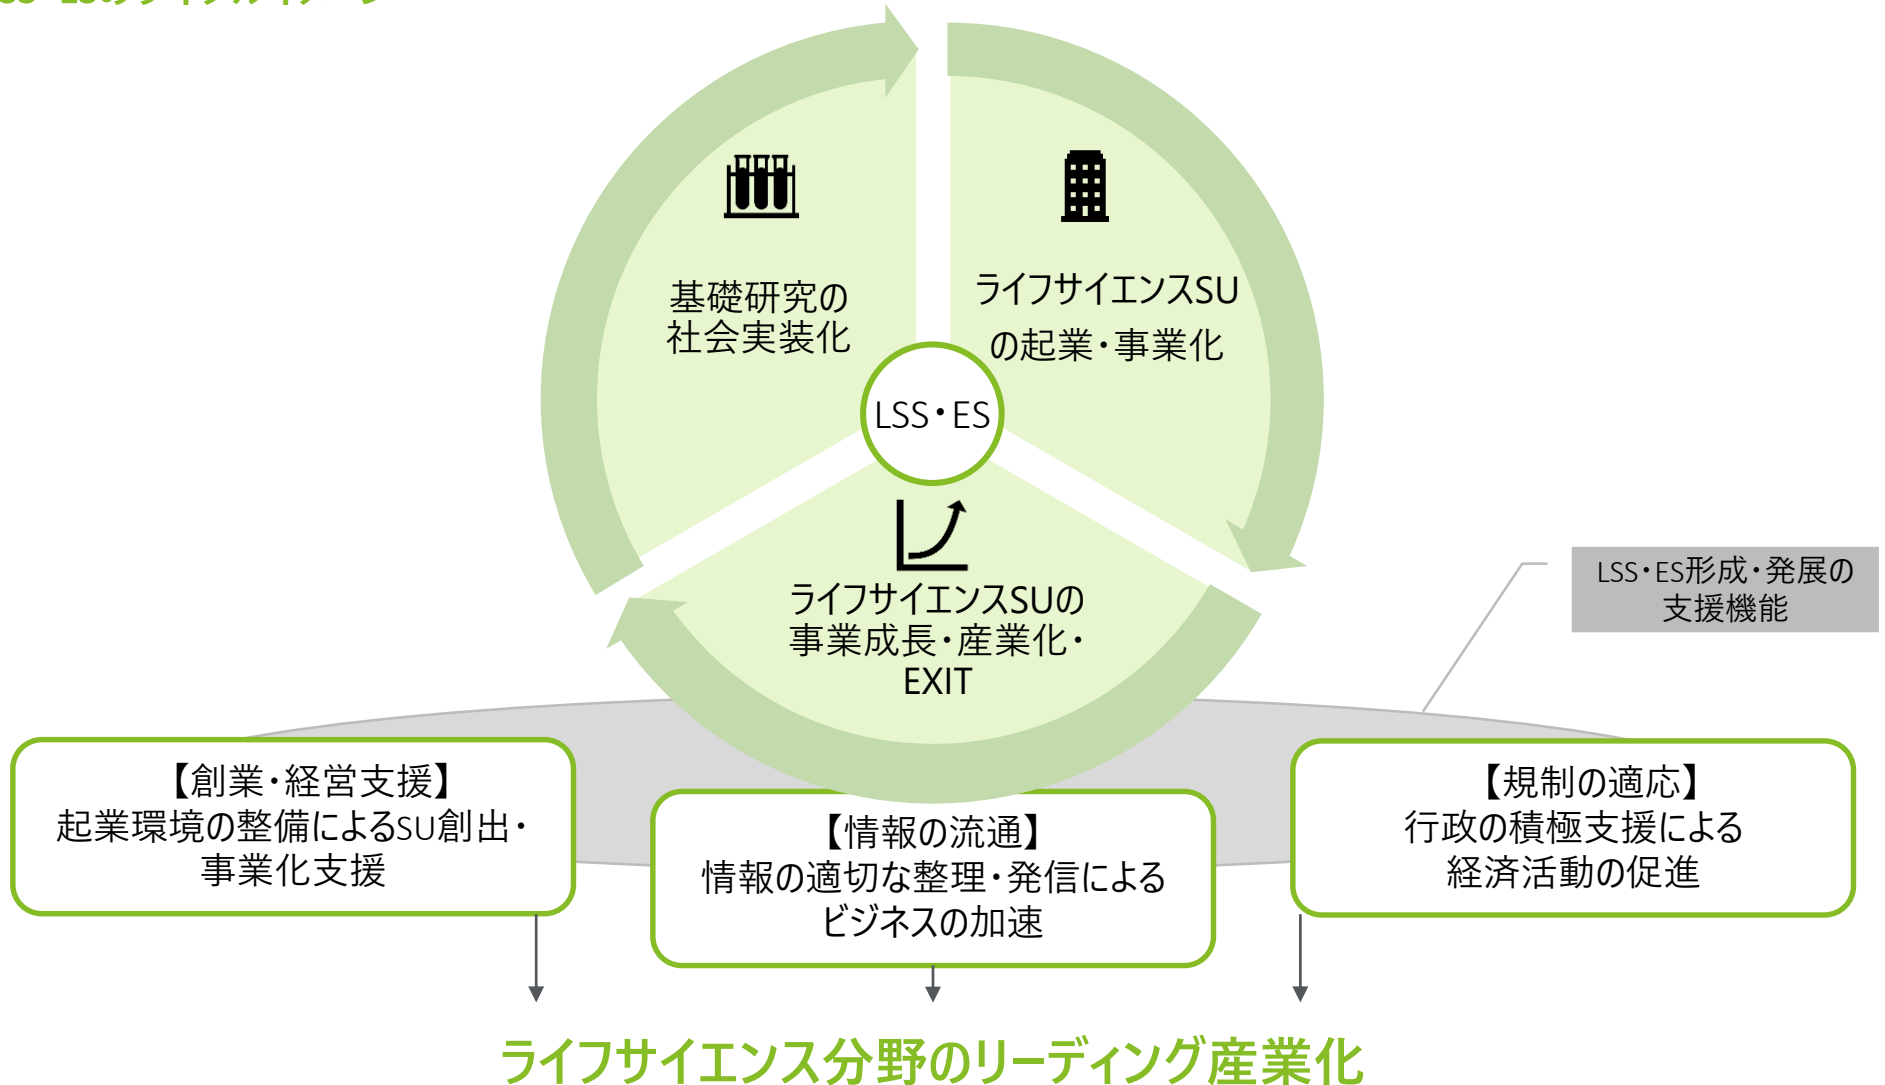 基礎研究の
社会実装化
ライフサイエンスSU
の起業・事業化
LSS・ES
ライフサイエンスSUの
事業成長・産業化・
EXIT
LSS・ES形成・発展の
支援機能
【創業・経営支援】
起業環境の整備によるSU創出・
事業化支援
【情報の流通】
情報の適切な整理・発信による
ビジネスの加速
【規制の適応】
行政の積極支援による
経済活動の促進
ライフサイエンス分野のリーディング産業化